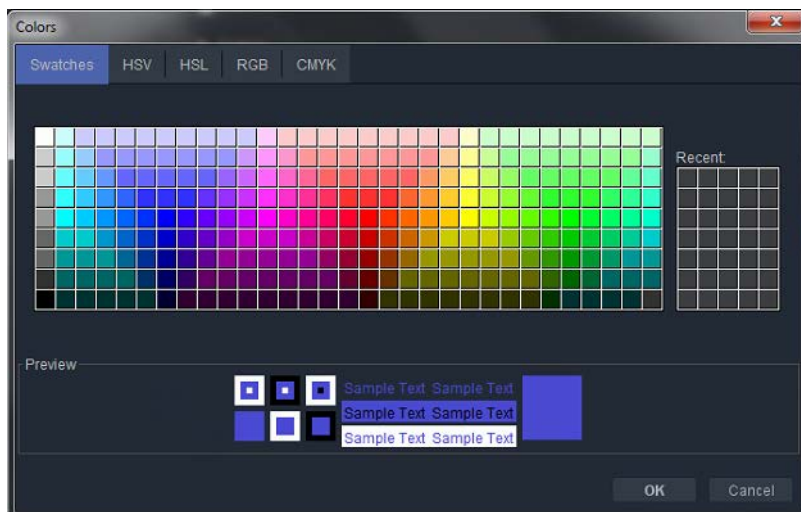 Colors
Swatches HSV HSL RGB CMYK
Recent:
Preview
Sample Text Sample Text
Sample Text Sample Text
Sample Text Sample Text
OK Cancel